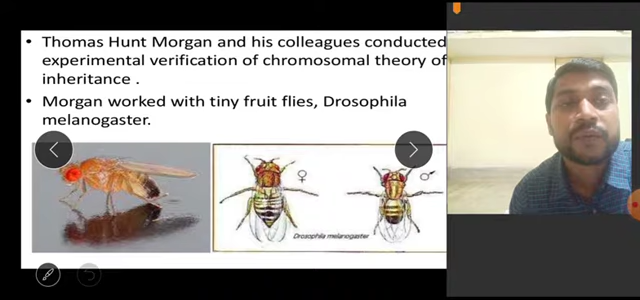 • Thomas Hunt Morgan and his colleagues conducted
experimental verification of chromosomal theory of
inheritance .
• Morgan worked with tiny fruit flies, Drosophila
melanogaster.
♀ ♂
Drosophila melanogaster